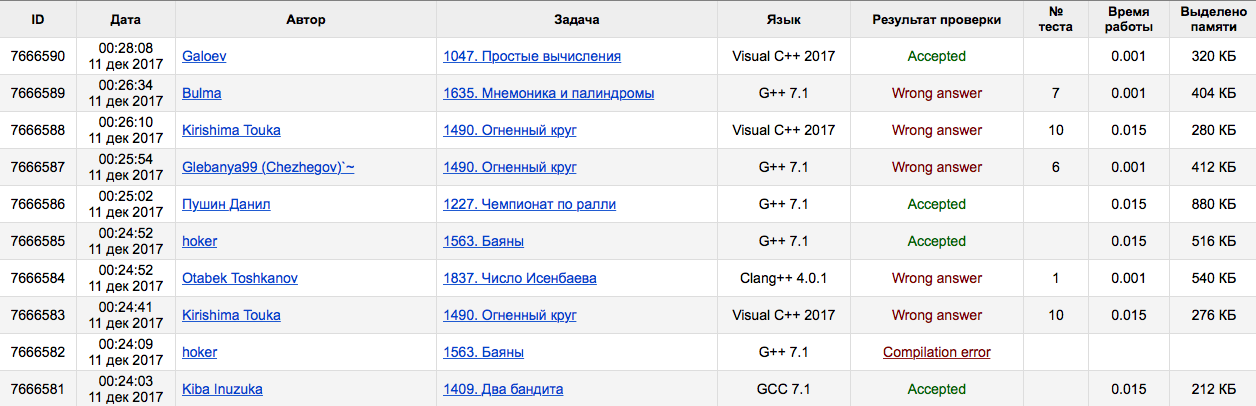 ID Дата Автор Задача Язык Результат проверки № теста Время работы Выделено памяти
7666590 00:28:08 11 дек 2017 Galoev 1047. Простые вычисления Visual C++ 2017 Accepted 0.001 320 КБ
7666589 00:26:34 11 дек 2017 Bulma 1635. Мнемоника и палиндромы G++ 7.1 Wrong answer 7 0.001 404 КБ
7666588 00:26:10 11 дек 2017 Kirishima Touka 1490. Огненный круг Visual C++ 2017 Wrong answer 10 0.015 280 КБ
7666587 00:25:54 11 дек 2017 Glebanya99 (Chezhegov)`~ 1490. Огненный круг G++ 7.1 Wrong answer 6 0.001 412 КБ
7666586 00:25:02 11 дек 2017 Пушин Данил 1227. Чемпионат по ралли G++ 7.1 Accepted 0.015 880 КБ
7666585 00:24:52 11 дек 2017 hoker 1563. Баяны G++ 7.1 Accepted 0.015 516 КБ
7666584 00:24:52 11 дек 2017 Otabek Toshkanov 1837. Число Исенбаева Clang++ 4.0.1 Wrong answer 1 0.001 540 КБ
7666583 00:24:41 11 дек 2017 Kirishima Touka 1490. Огненный круг Visual C++ 2017 Wrong answer 10 0.015 276 КБ
7666582 00:24:09 11 дек 2017 hoker 1563. Баяны G++ 7.1 Compilation error
7666581 00:24:03 11 дек 2017 Kiba Inuzuka 1409. Два бандита GCC 7.1 Accepted 0.015 212 КБ